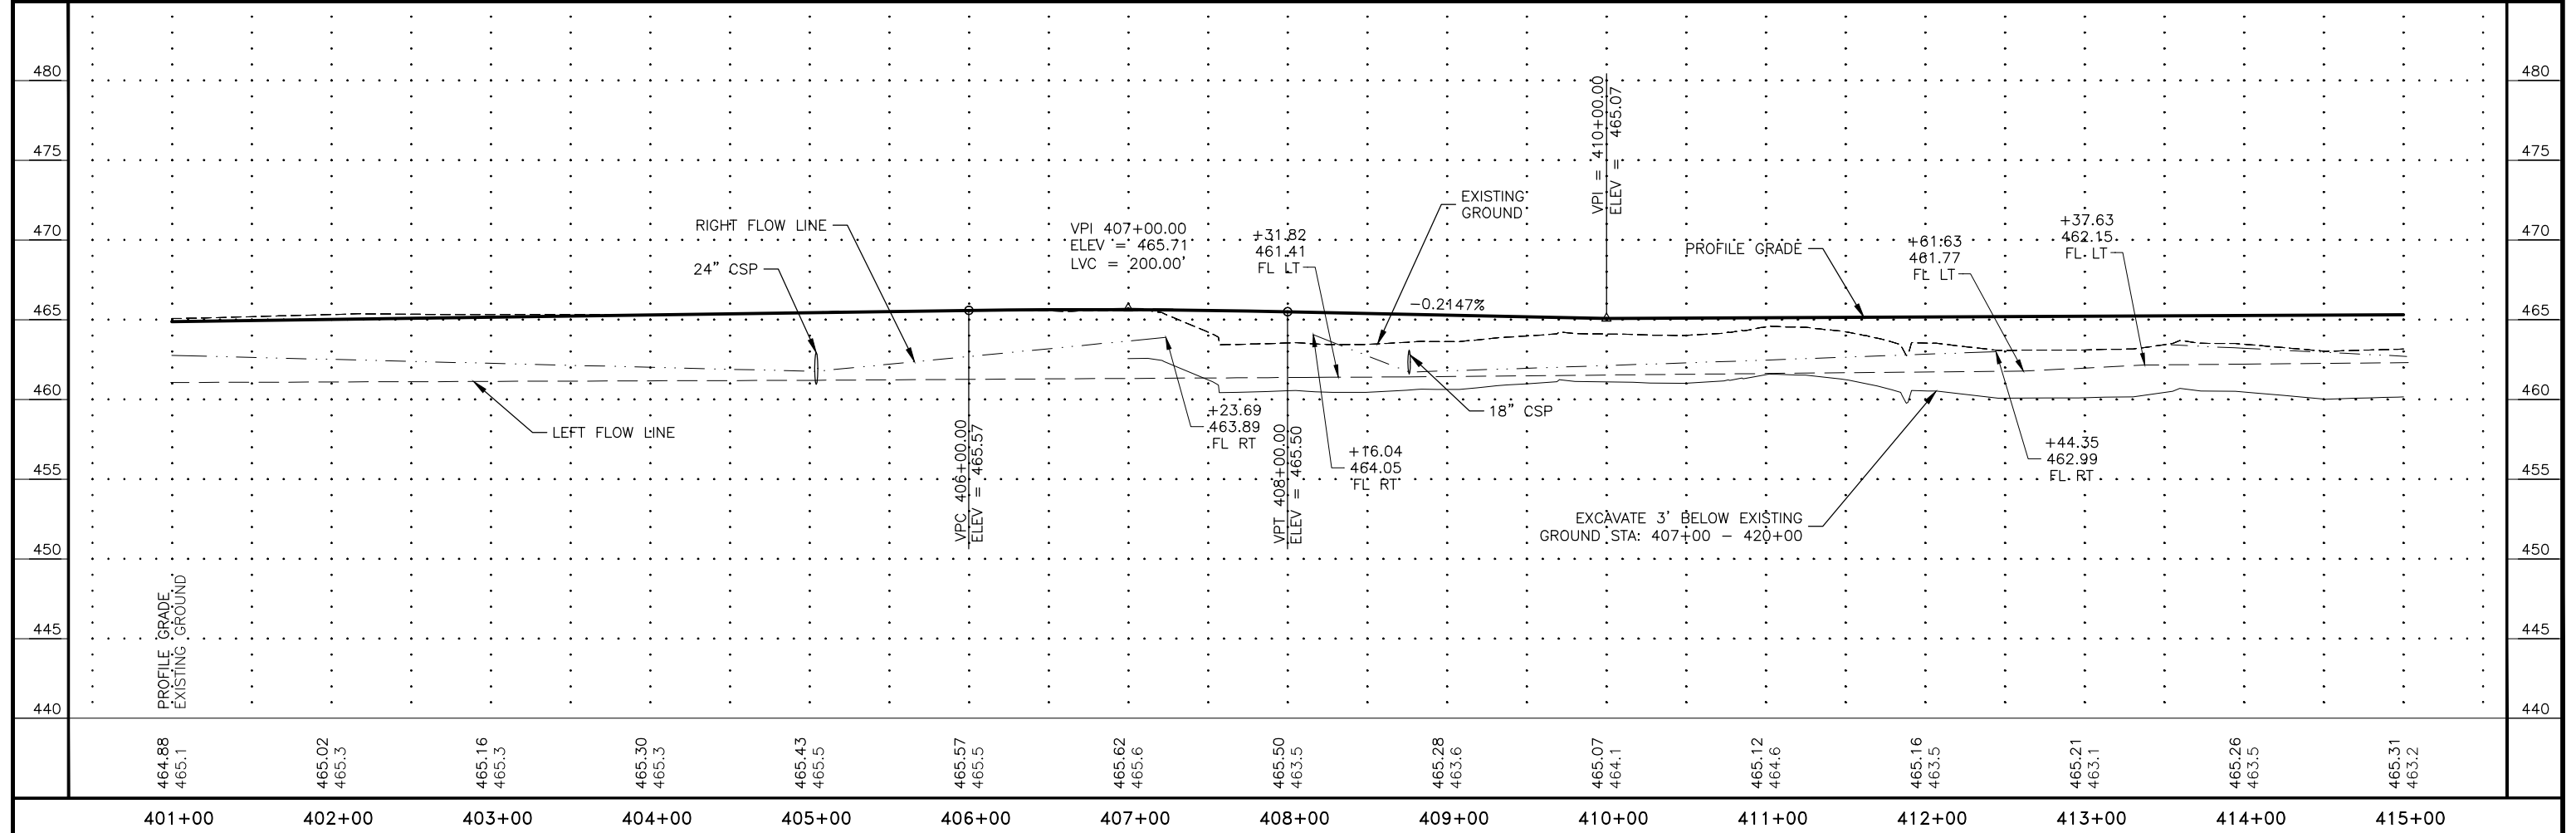 480
475
470
465
460
455
450
445
440
480
475
470
465
460
455
450
445
440
RIGHT FLOW LINE
24" CSP
LEFT FLOW LINE
VPI 407+00.00
ELEV = 465.71
LVC = 200.00'
VPC 406+00.00
ELEV = 465.57
+23.69
463.89
FL RT
+31.82
461.41
FL LT
VPT 408+00.00
ELEV = 465.50
+16.04
464.05
FL RT
EXISTING
GROUND
-0.2147%
18" CSP
VPI = 410+00.00
ELEV = 465.07
PROFILE GRADE
+61.63
461.77
FL LT
+37.63
462.15
FL LT
+44.35
462.99
FL RT
EXCAVATE 3' BELOW EXISTING
GROUND STA: 407+00 - 420+00
PROFILE GRADE
EXISTING GROUND
464.88
465.1
465.02
465.3
465.16
465.3
465.30
465.3
465.43
465.5
465.57
465.5
465.62
465.6
465.50
463.5
465.28
463.6
465.07
464.1
465.12
464.6
465.16
463.5
465.21
463.1
465.26
463.5
465.31
463.2
401+00 402+00 403+00 404+00 405+00 406+00 407+00 408+00 409+00 410+00 411+00 412+00 413+00 414+00 415+00